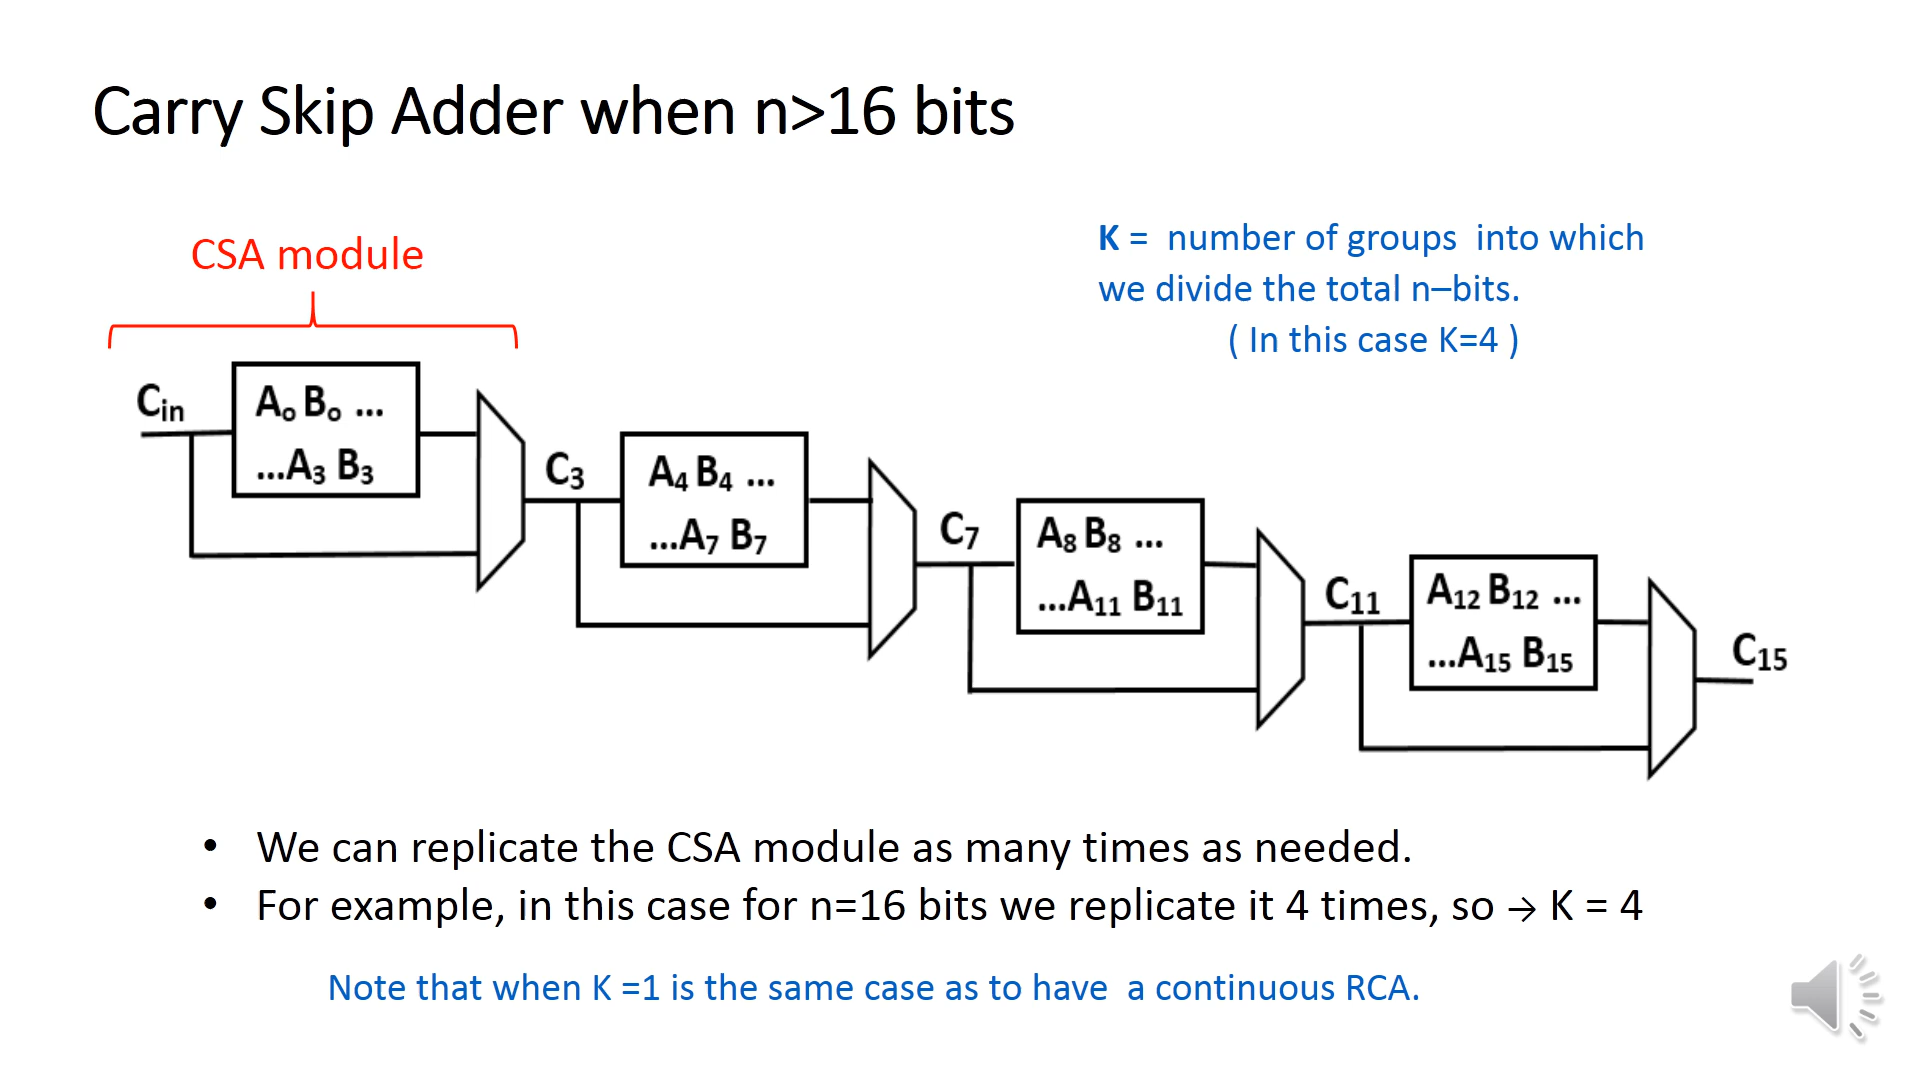 Carry Skip Adder when n>16 bits
CSA module
K = number of groups into which
we divide the total n–bits.
( In this case K=4 )
Cin
Ao Bo ...
...A3 B3
C3
A4 B4 ...
...A7 B7
C7
A8 B8 ...
...A11 B11
C11
A12 B12 ...
...A15 B15
C15
• We can replicate the CSA module as many times as needed.
• For example, in this case for n=16 bits we replicate it 4 times, so → K = 4
Note that when K =1 is the same case as to have a continuous RCA.